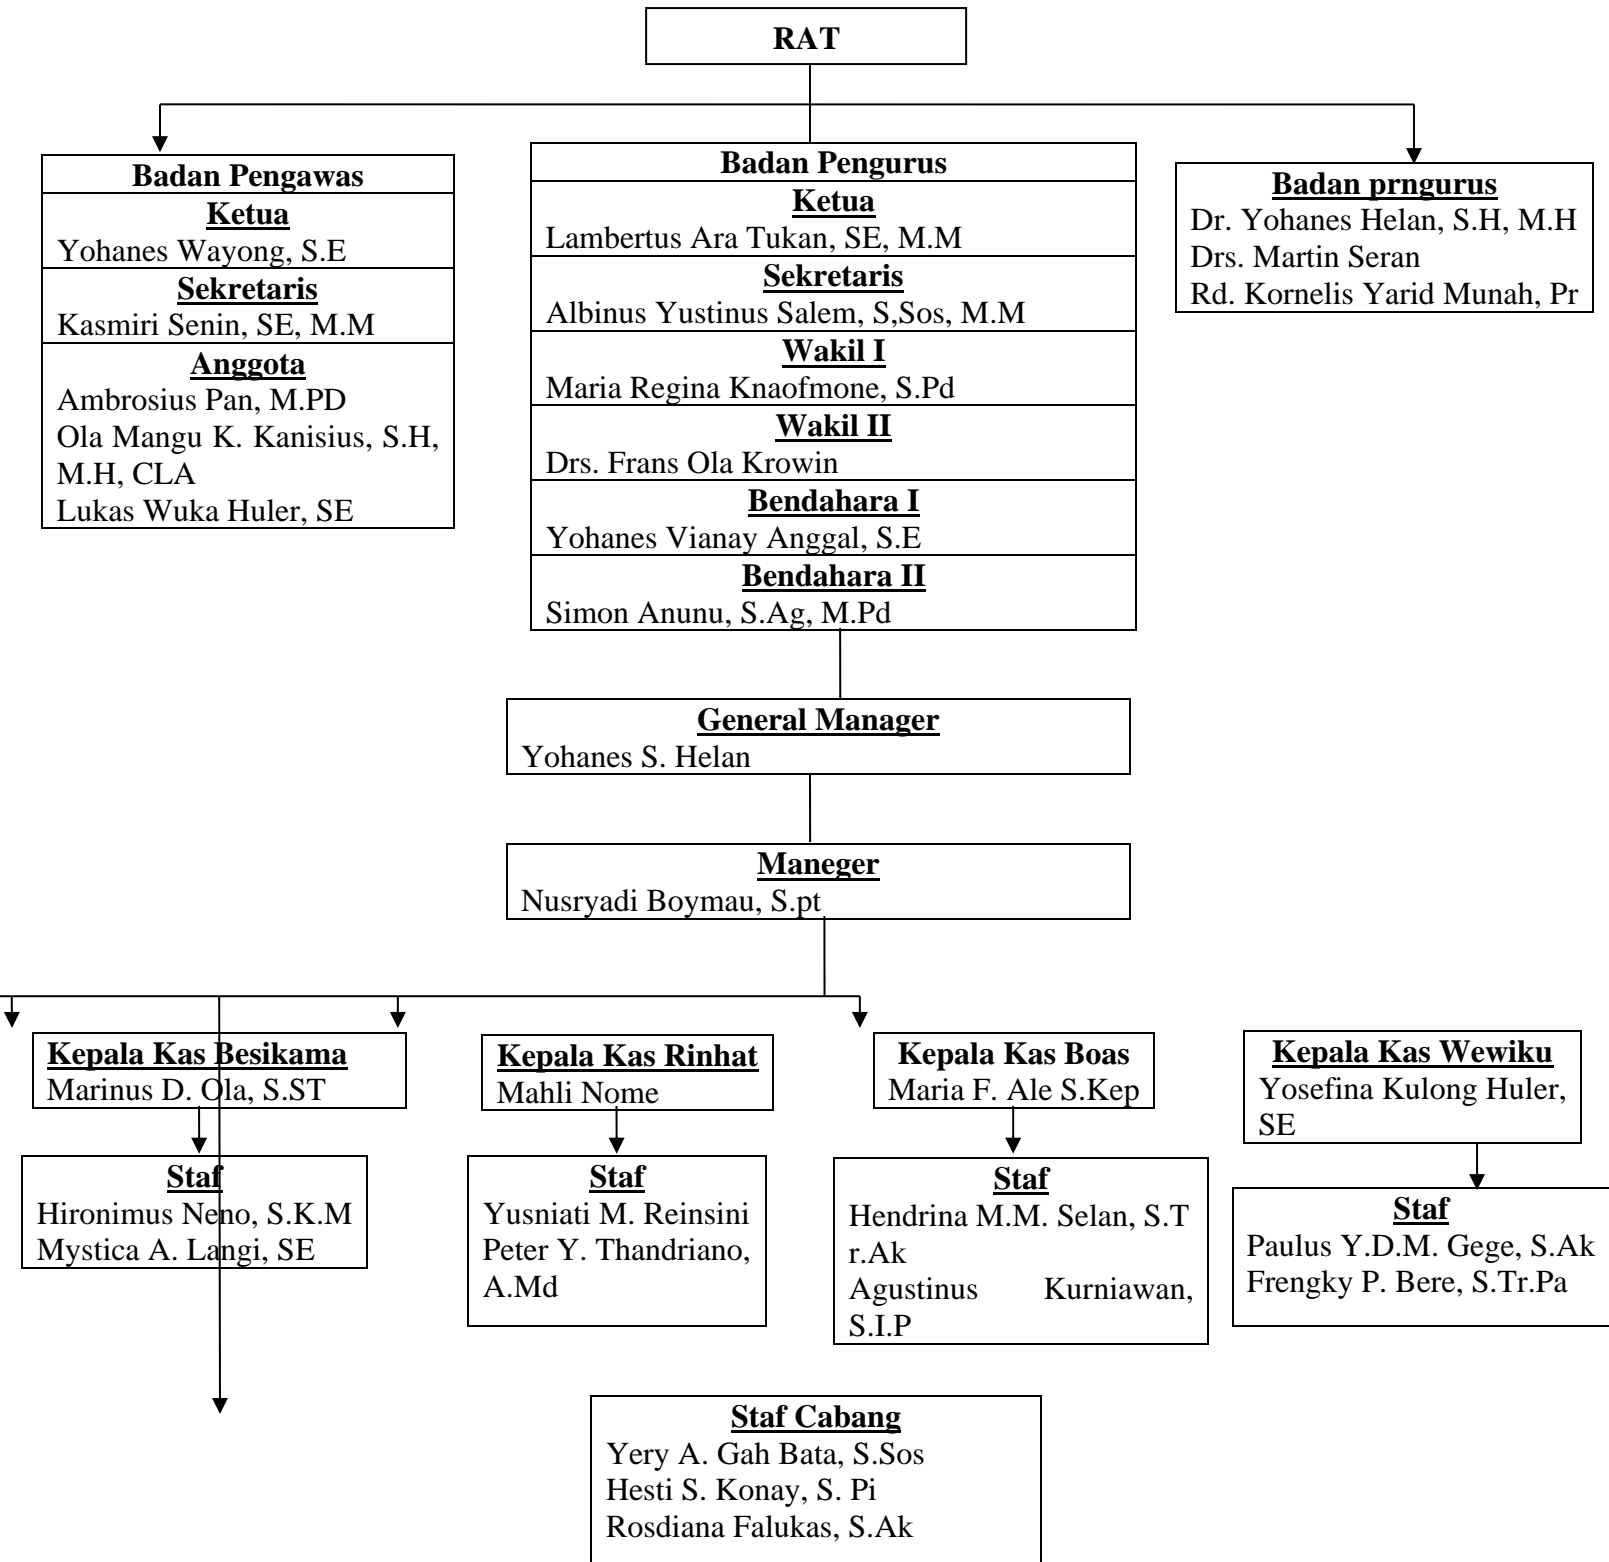 RAT
Badan Pengawas
Ketua
Yohanes Wayong, S.E
Sekretaris
Kasmiri Senin, SE, M.M
Anggota
Ambrosius Pan, M.PD
Ola Mangu K. Kanisius, S.H,
M.H, CLA
Lukas Wuka Huler, SE
Badan Pengurus
Ketua
Lambertus Ara Tukan, SE, M.M
Sekretaris
Albinus Yustinus Salem, S,Sos, M.M
Wakil I
Maria Regina Knaofmone, S.Pd
Wakil II
Drs. Frans Ola Krowin
Bendahara I
Yohanes Vianay Anggal, S.E
Bendahara II
Simon Anunu, S.Ag, M.Pd
Badan prngurus
Dr. Yohanes Helan, S.H, M.H
Drs. Martin Seran
Rd. Kornelis Yarid Munah, Pr
General Manager
Yohanes S. Helan
Maneger
Nusryadi Boymau, S.pt
Kepala Kas Besikama
Marinus D. Ola, S.ST
Staf
Hironimus Neno, S.K.M
Mystica A. Langi, SE
Kepala Kas Rinhat
Mahli Nome
Staf
Yusniati M. Reinsini
Peter Y. Thandriano,
A.Md
Kepala Kas Boas
Maria F. Ale S.Kep
Staf
Hendrina M.M. Selan, S.T
r.Ak
Agustinus Kurniawan,
S.I.P
Kepala Kas Wewiku
Yosefina Kulong Huler,
SE
Staf
Paulus Y.D.M. Gege, S.Ak
Frengky P. Bere, S.Tr.Pa
Staf Cabang
Yery A. Gah Bata, S.Sos
Hesti S. Konay, S. Pi
Rosdiana Falukas, S.Ak